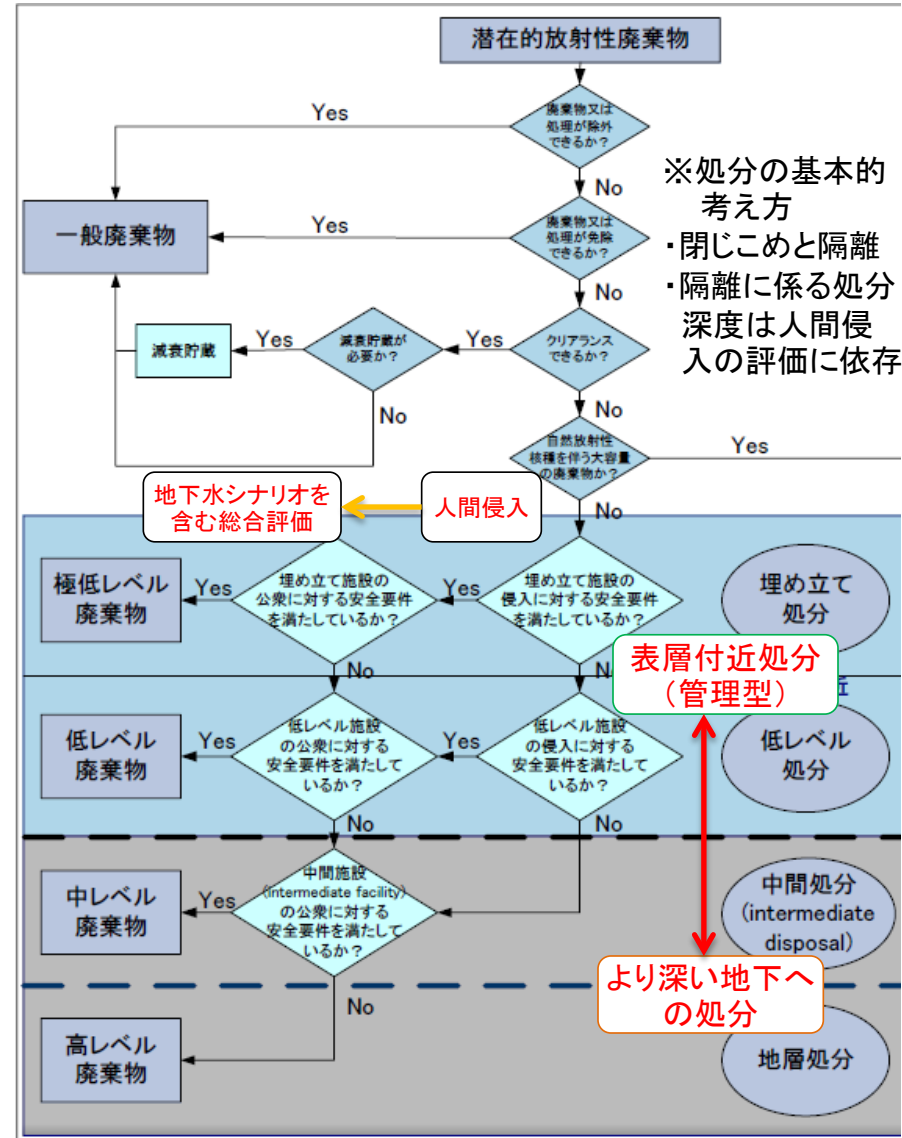 潜在的放射性廃棄物
Yes
廃棄物又は
処理が除外
できるか？
No
※処分の基本的
考え方
・閉じこめと隔離
・隔離に係る処分
深度は人間侵
入の評価に依存
一般廃棄物
Yes
廃棄物又は
処理が免除
できるか？
No
減衰貯蔵
Yes
減衰貯蔵が
必要か？
Yes
クリアランス
できるか？
No
No
自然放射性
核種を伴う大容量
の廃棄物か？
Yes
地下水シナリオを
含む総合評価
人間侵入
No
極低レベル
廃棄物
Yes
埋め立て施設の
公衆に対する安全要件
を満たしているか？
Yes
埋め立て施設の
侵入に対する安全要件
を満たしているか？
埋め立て
処分
No
No
表層付近処分
（管理型）
近
低レベル
廃棄物
Yes
低レベル施設
の公衆に対する
安全要件を満たして
いるか？
Yes
低レベル施設
の侵入に対する
安全要件を満たして
いるか？
低レベル
処分
No
No
中レベル
廃棄物
Yes
中間施設
(intermediate facility)
の公衆に対する
安全要件を満たして
いるか？
中間処分
(intermediate
disposal)
より深い地下へ
の処分
No
高レベル
廃棄物
地層処分